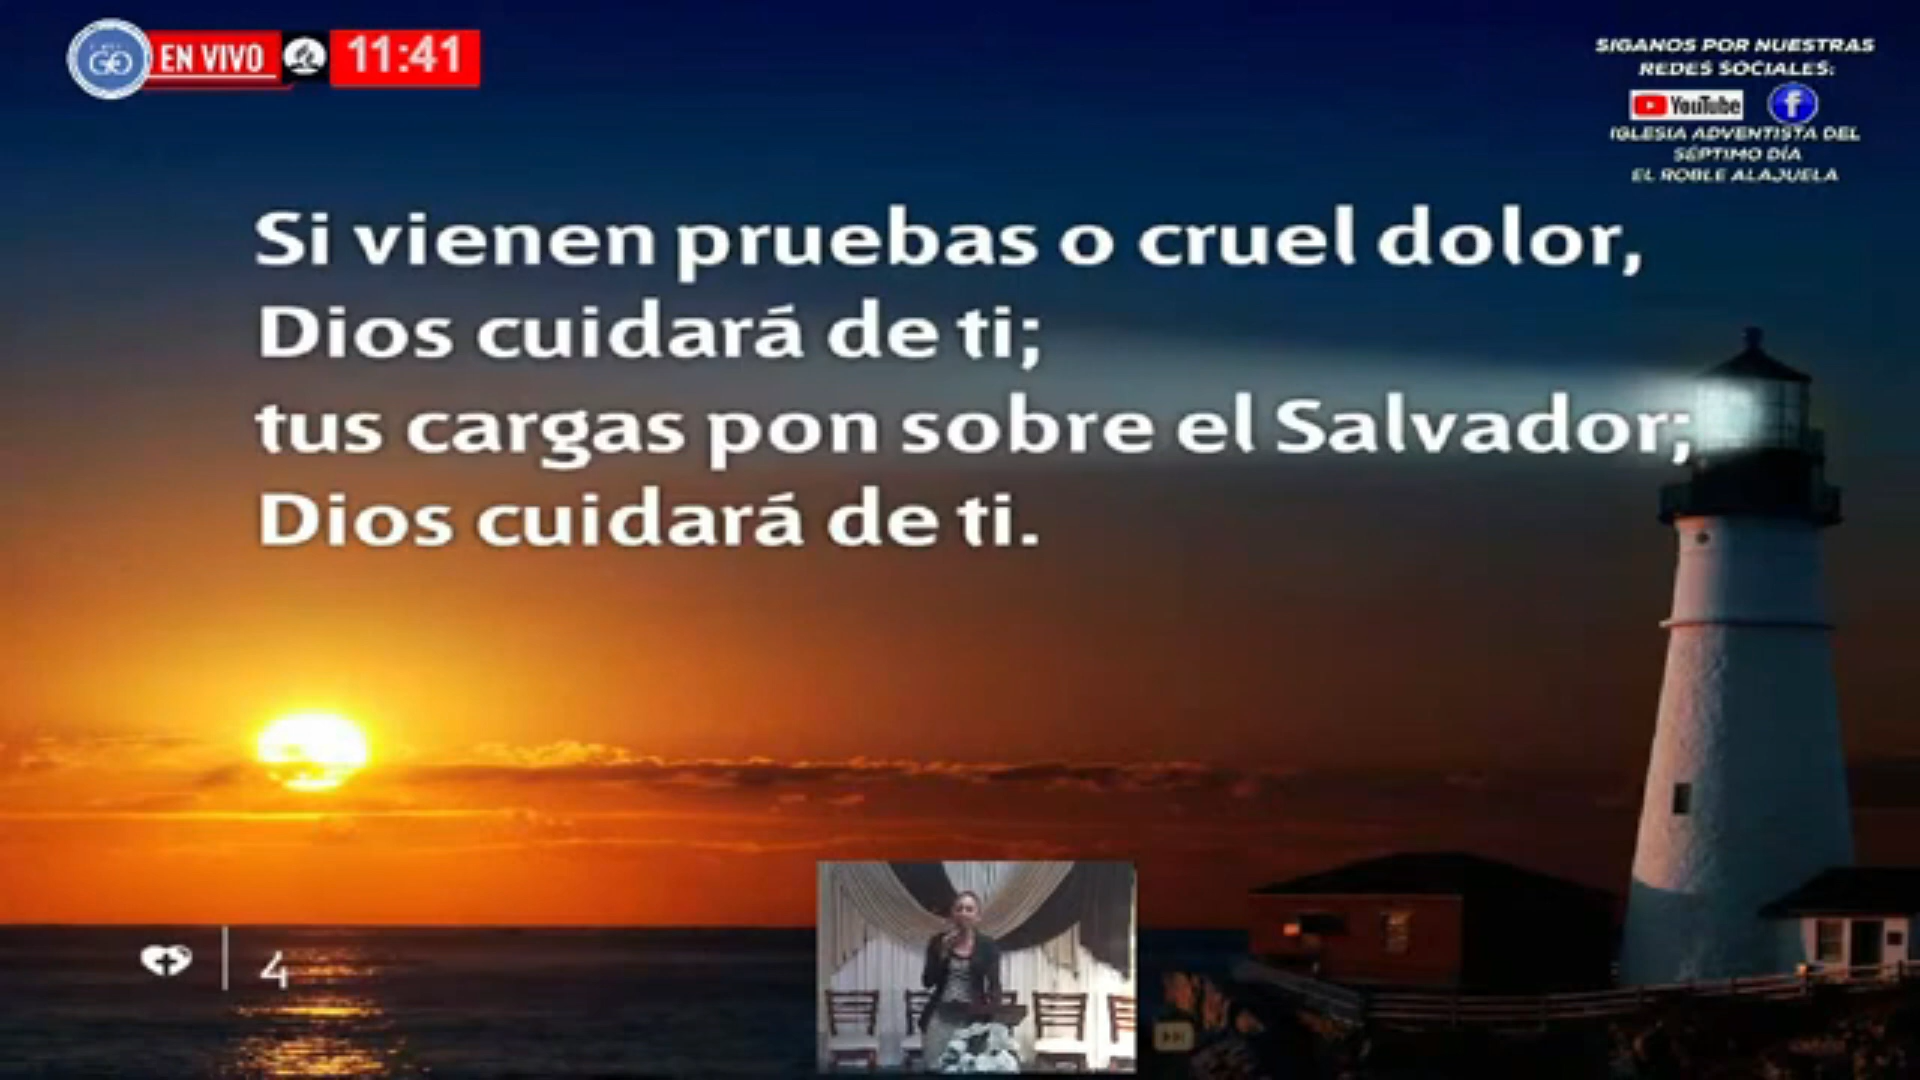 EN VIVO
11:41
SIGANOS POR NUESTRAS
REDES SOCIALES:
YouTube
f
IGLESIA ADVENTISTA DEL
SÉPTIMO DÍA
EL ROBLE ALAJUELA
Si vienen pruebas o cruel dolor,
Dios cuidará de ti;
tus cargas pon sobre el Salvador;
Dios cuidará de ti.
4